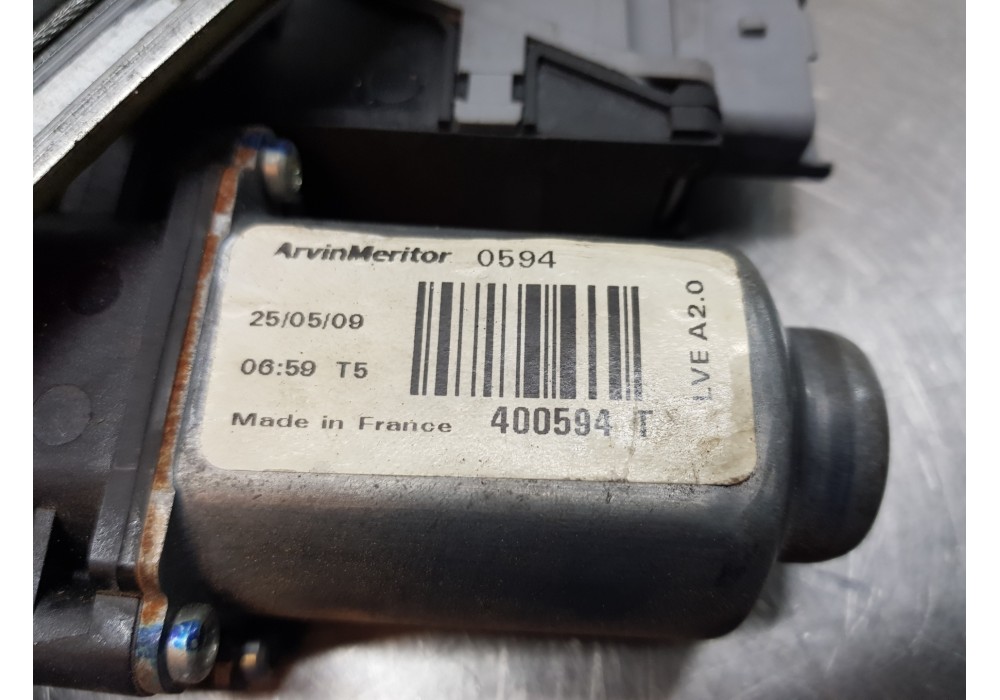 ArvinMeritor 0594
25/05/09
06:59 T5
Made in France 400594 T
LVE A2.0